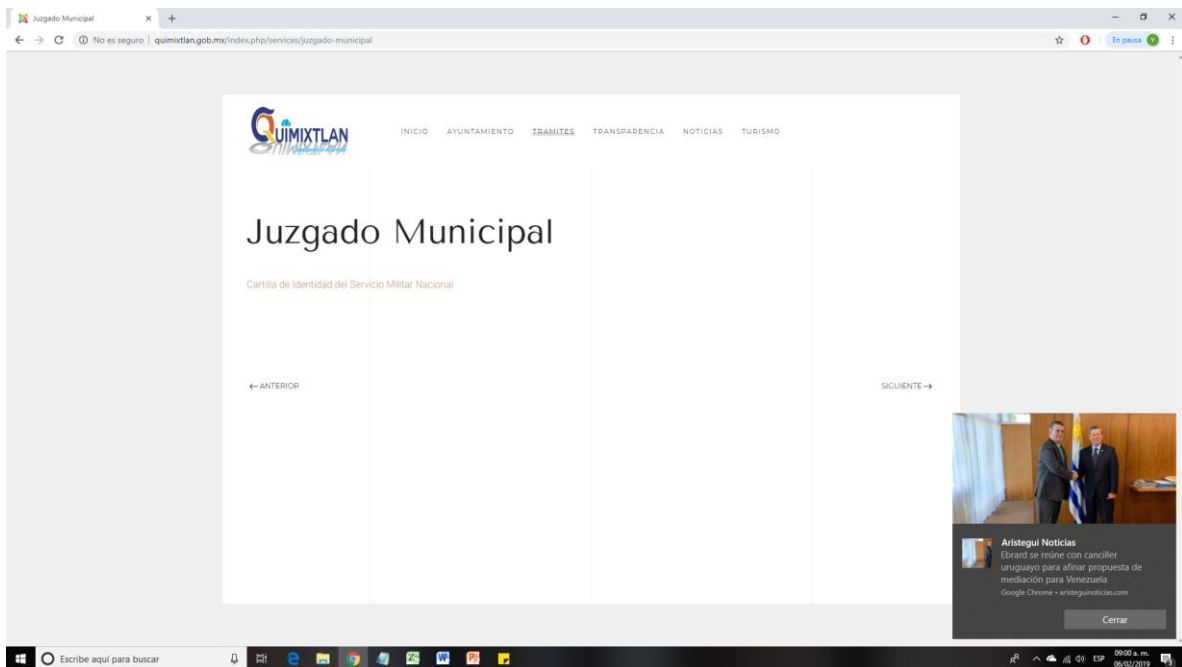 Juzgado Municipal
No es seguro | quimixtlan.gob.mx/index.php/services/juzgado-municipal
En pausa
Y
QUIMIXTLAN
INICIO AYUNTAMIENTO TRAMITES TRANSPARENCIA NOTICIAS TURISMO
Juzgado Municipal
Cartilla de Identidad del Servicio Militar Nacional
←ANTERIOR
SIGUIENTE→
Aristegui Noticias
Ebrard se reúne con canciller
uruguayo para afinar propuesta de
mediación para Venezuela
Google Chrome • aristeguinoticias.com
Cerrar
Escribe aquí para buscar
ESP
09:00 a. m.
06/02/2019